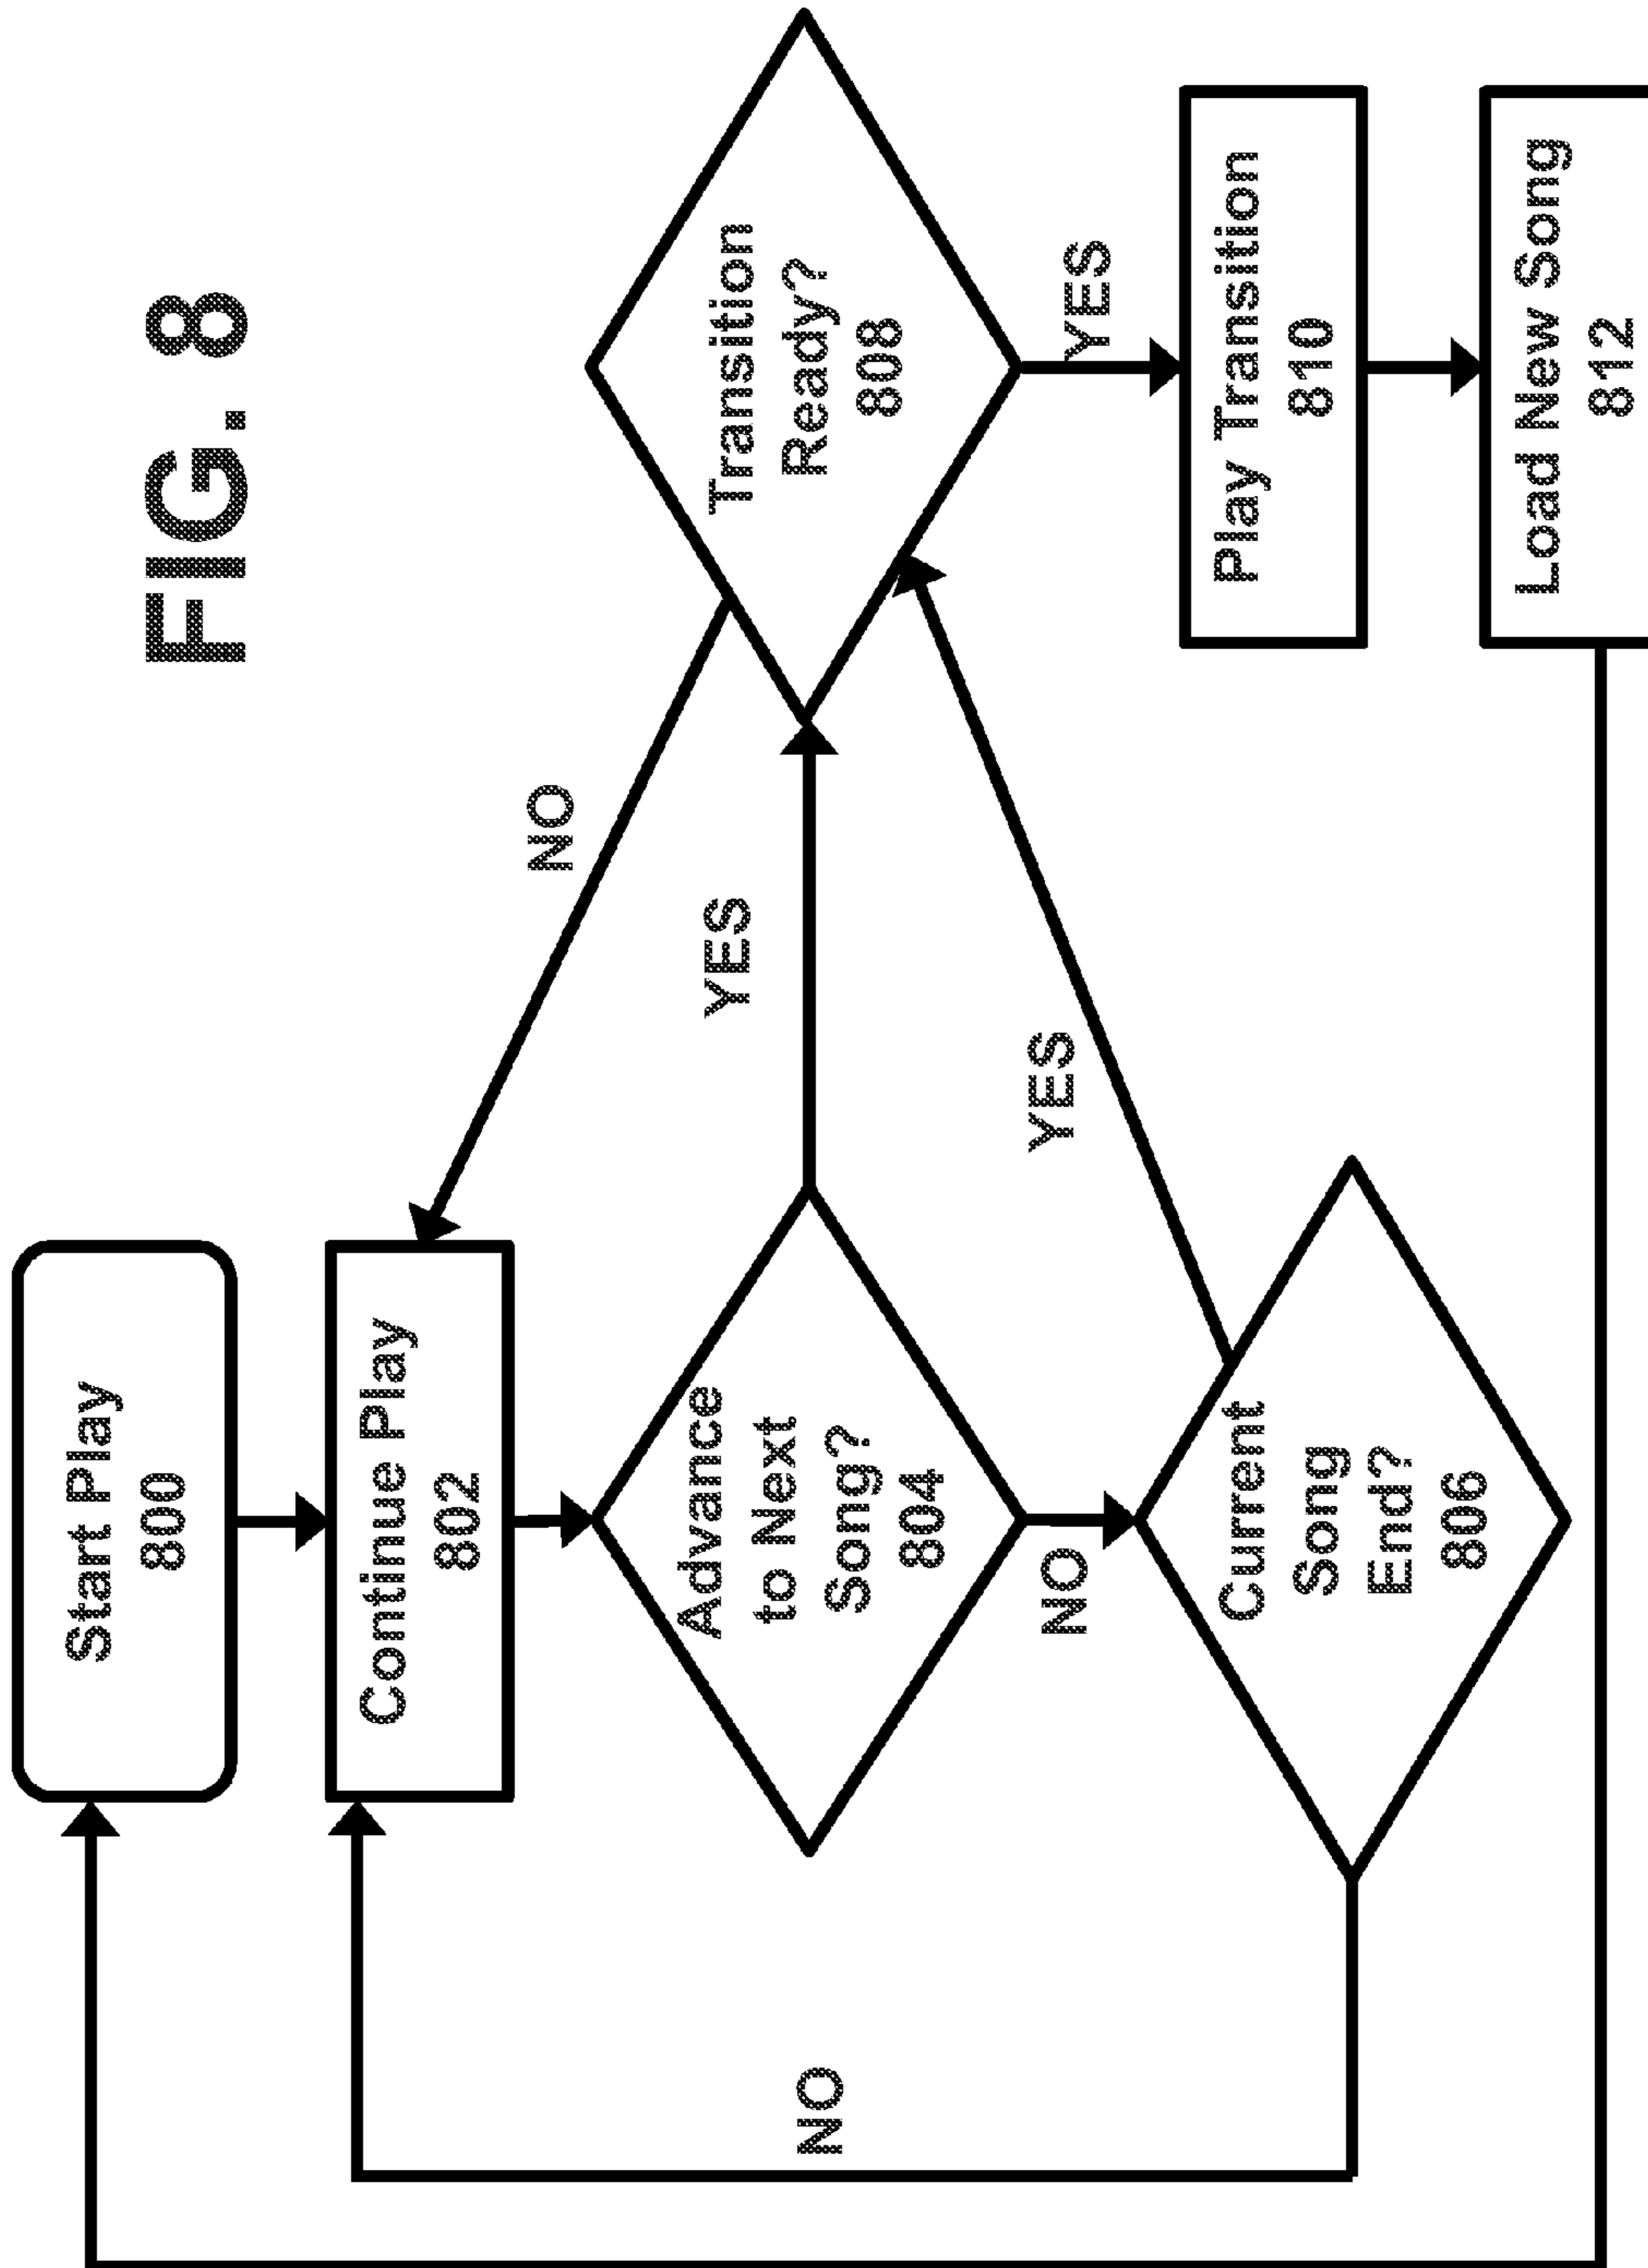 FIG. 8
Start Play
800
Continue Play
802
Advance
to Next
Song?
804
NO
Current
Song
End?
806
NO
YES
YES
NO
Transition
Ready?
808
YES
Play Transition
810
Load New Song
812